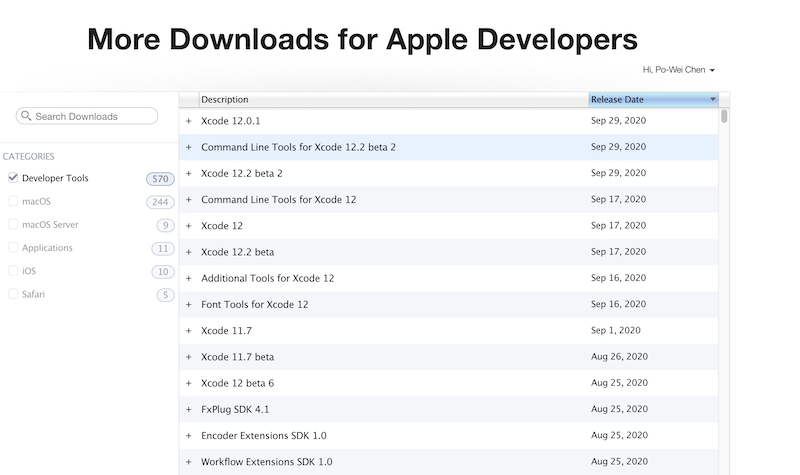 More Downloads for Apple Developers
Hi, Po-Wei Chen
Search Downloads
CATEGORIES
Developer Tools 570
macOS 244
macOS Server 9
Applications 11
iOS 10
Safari 5
Description Release Date
+ Xcode 12.0.1 Sep 29, 2020
+ Command Line Tools for Xcode 12.2 beta 2 Sep 29, 2020
+ Xcode 12.2 beta 2 Sep 29, 2020
+ Command Line Tools for Xcode 12 Sep 17, 2020
+ Xcode 12 Sep 17, 2020
+ Xcode 12.2 beta Sep 17, 2020
+ Additional Tools for Xcode 12 Sep 16, 2020
+ Font Tools for Xcode 12 Sep 16, 2020
+ Xcode 11.7 Sep 1, 2020
+ Xcode 11.7 beta Aug 26, 2020
+ Xcode 12 beta 6 Aug 25, 2020
+ FxPlug SDK 4.1 Aug 25, 2020
+ Encoder Extensions SDK 1.0 Aug 25, 2020
+ Workflow Extensions SDK 1.0 Aug 25, 2020